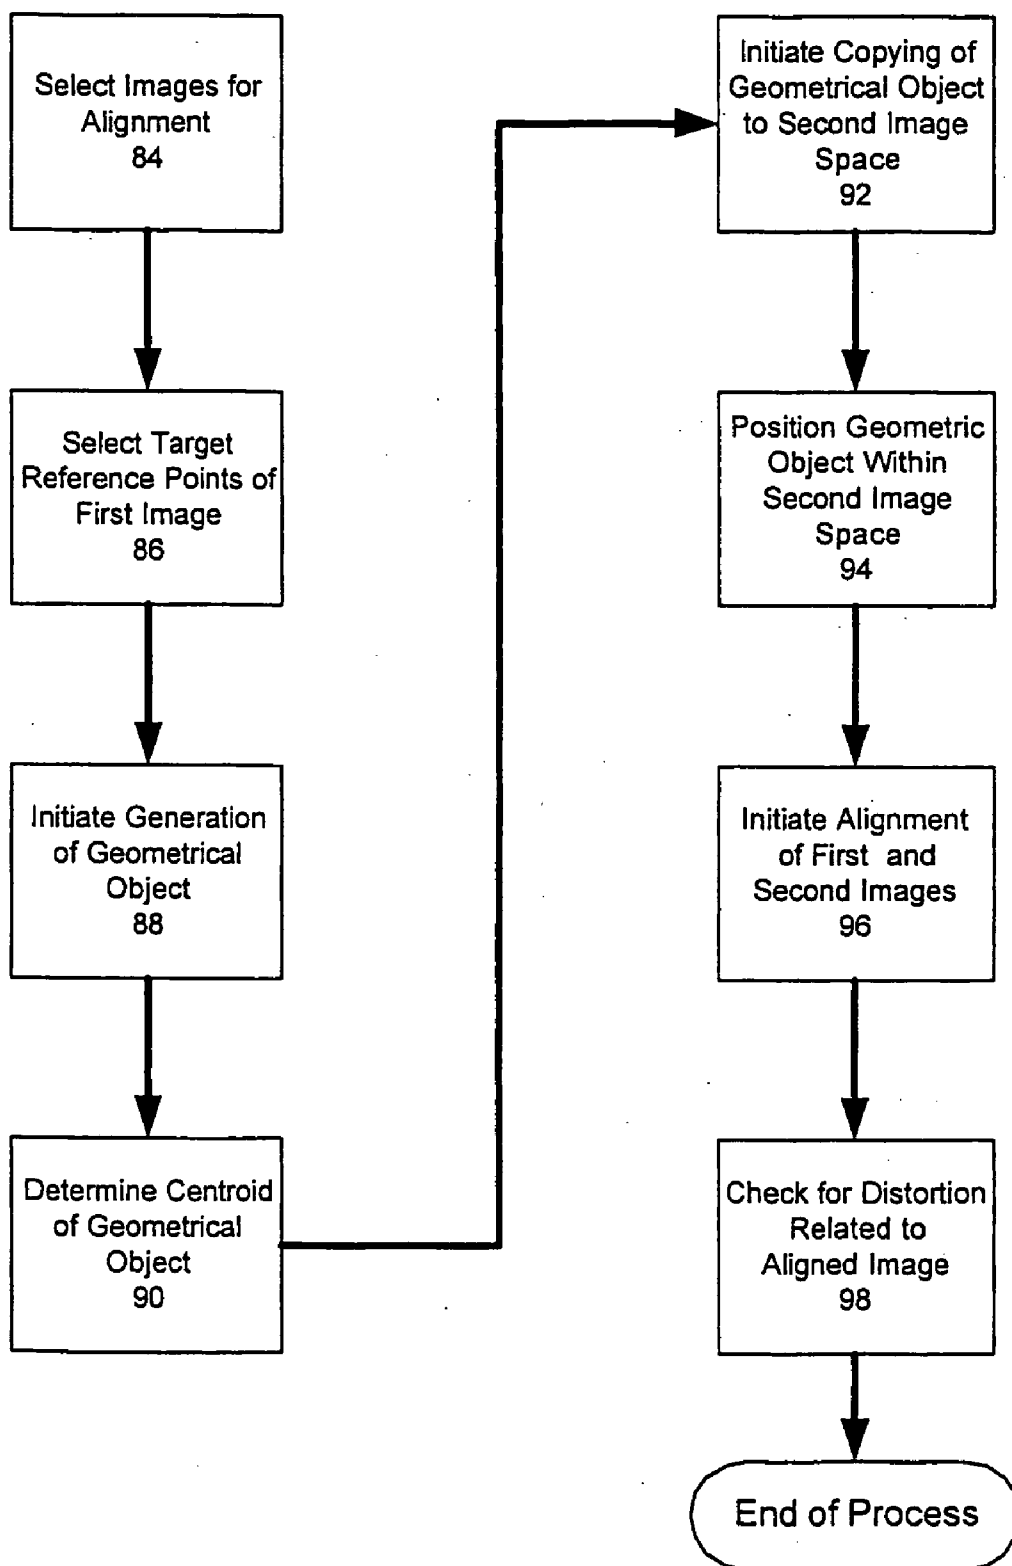 Select Images for
Alignment
84
Select Target
Reference Points of
First Image
86
Initiate Generation
of Geometrical
Object
88
Determine Centroid
of Geometrical
Object
90
Initiate Copying of
Geometrical Object
to Second Image
Space
92
Position Geometric
Object Within
Second Image
Space
94
Initiate Alignment
of First and
Second Images
96
Check for Distortion
Related to
Aligned Image
98
End of Process